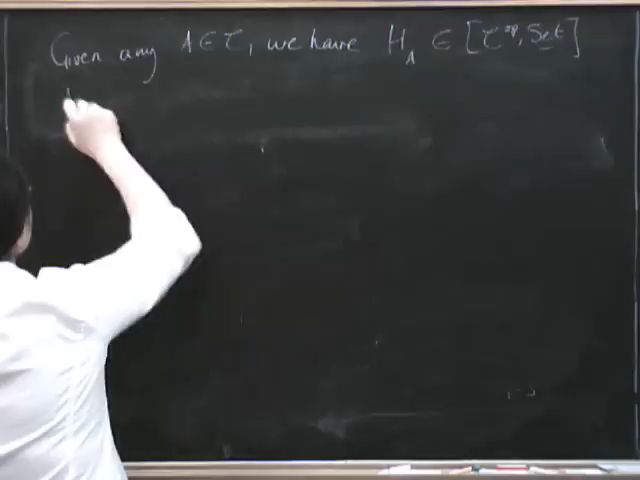 Given any A ∈ C, we have H_A ∈ [C^op, Set]